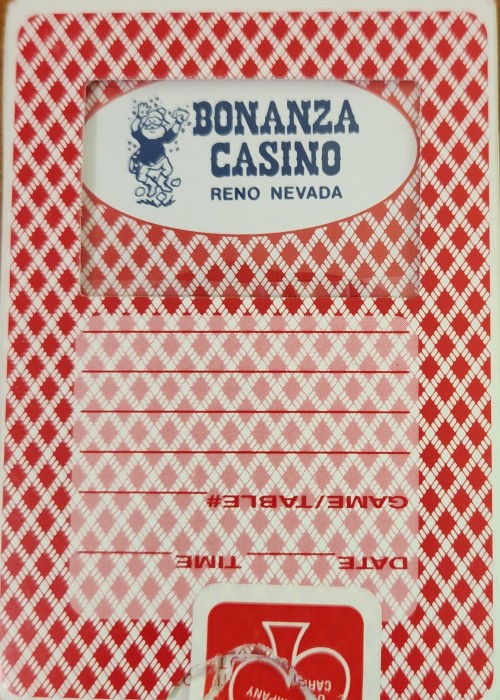 BONANZA
CASINO
RENO NEVADA
GAME/TABLE#
DATE TIME